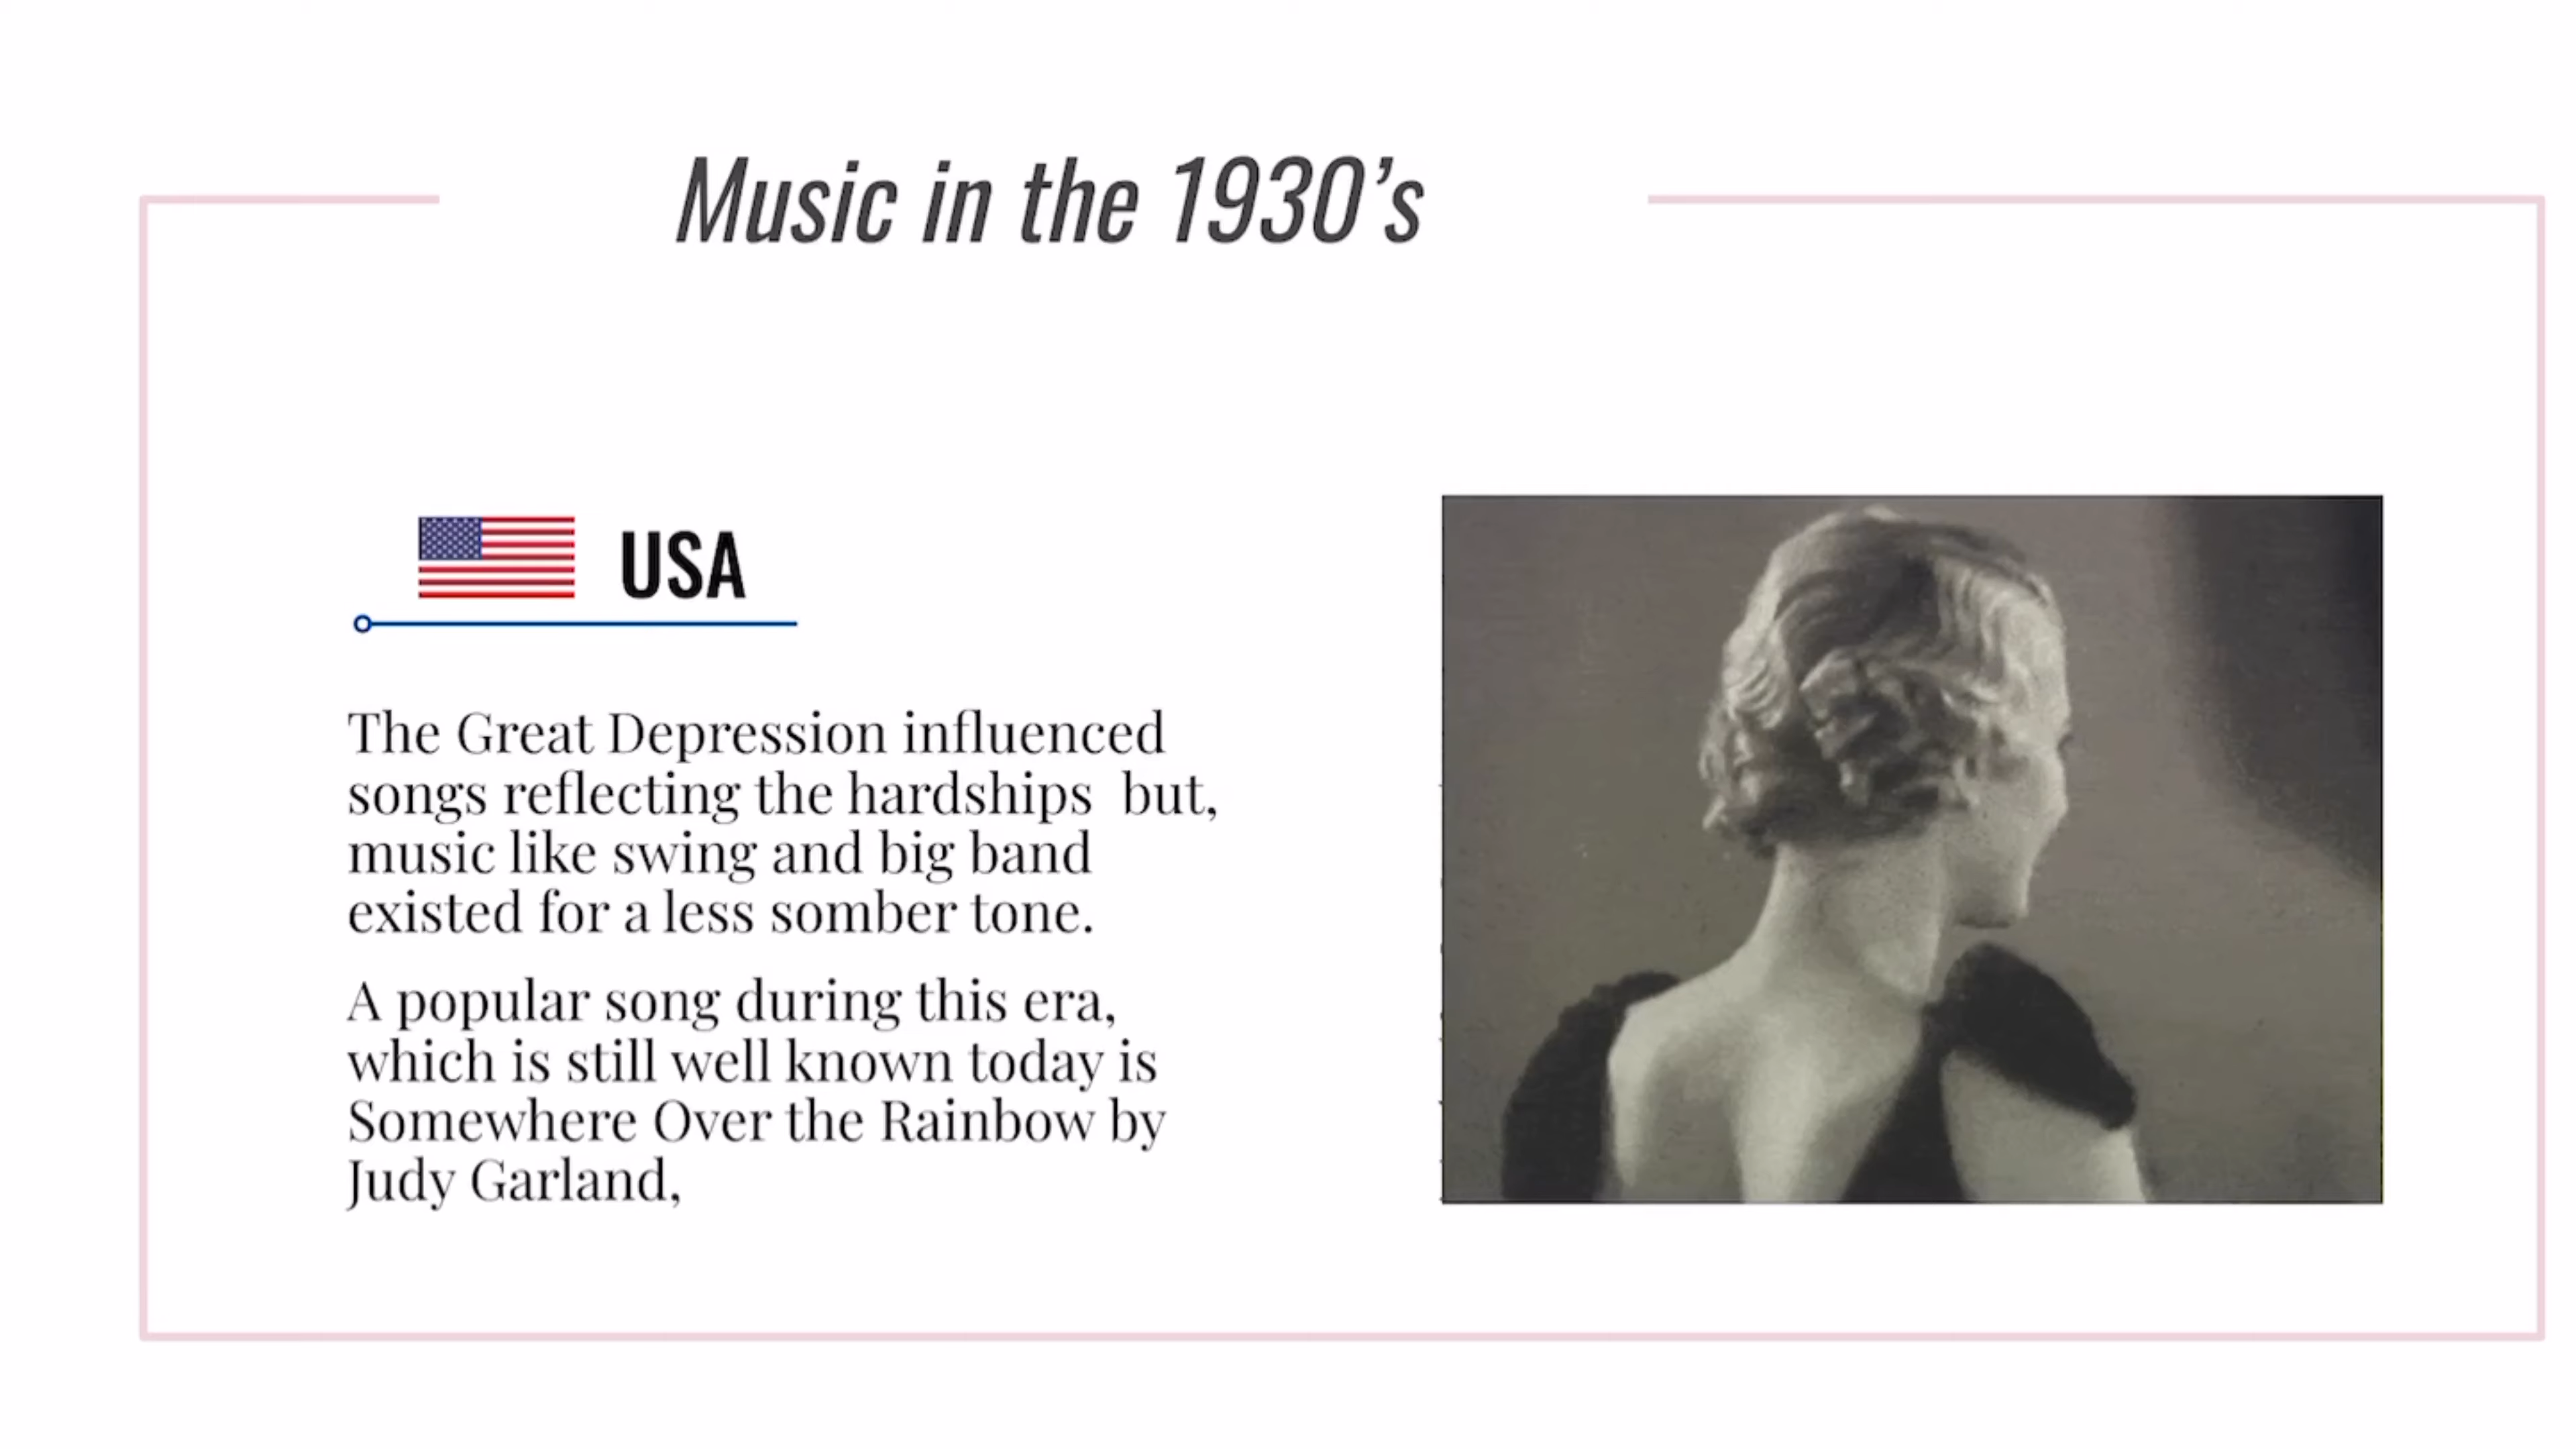 Music in the 1930’s
USA
The Great Depression influenced
songs reflecting the hardships  but,
music like swing and big band
existed for a less somber tone.
A popular song during this era,
which is still well known today is
Somewhere Over the Rainbow by
Judy Garland,